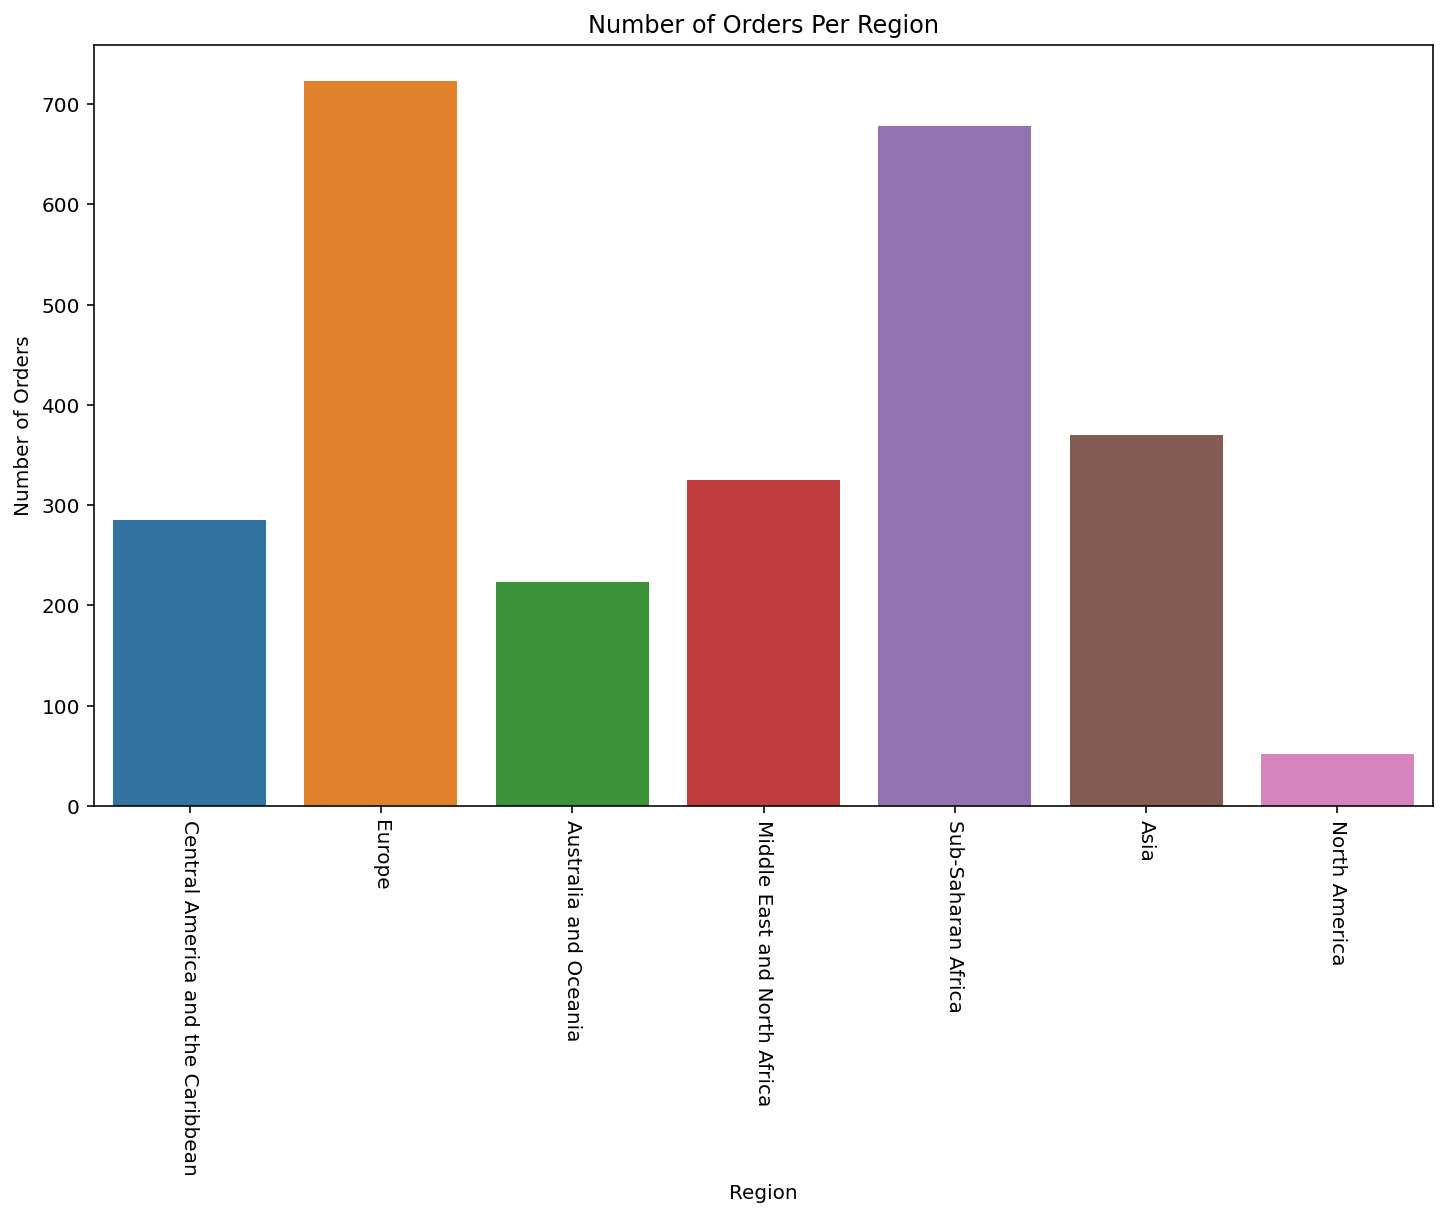 Number of Orders Per Region
Number of Orders
700
600
500
400
300
200
100
0
Central America and the Caribbean
Europe
Australia and Oceania
Middle East and North Africa
Sub-Saharan Africa
Asia
North America
Region